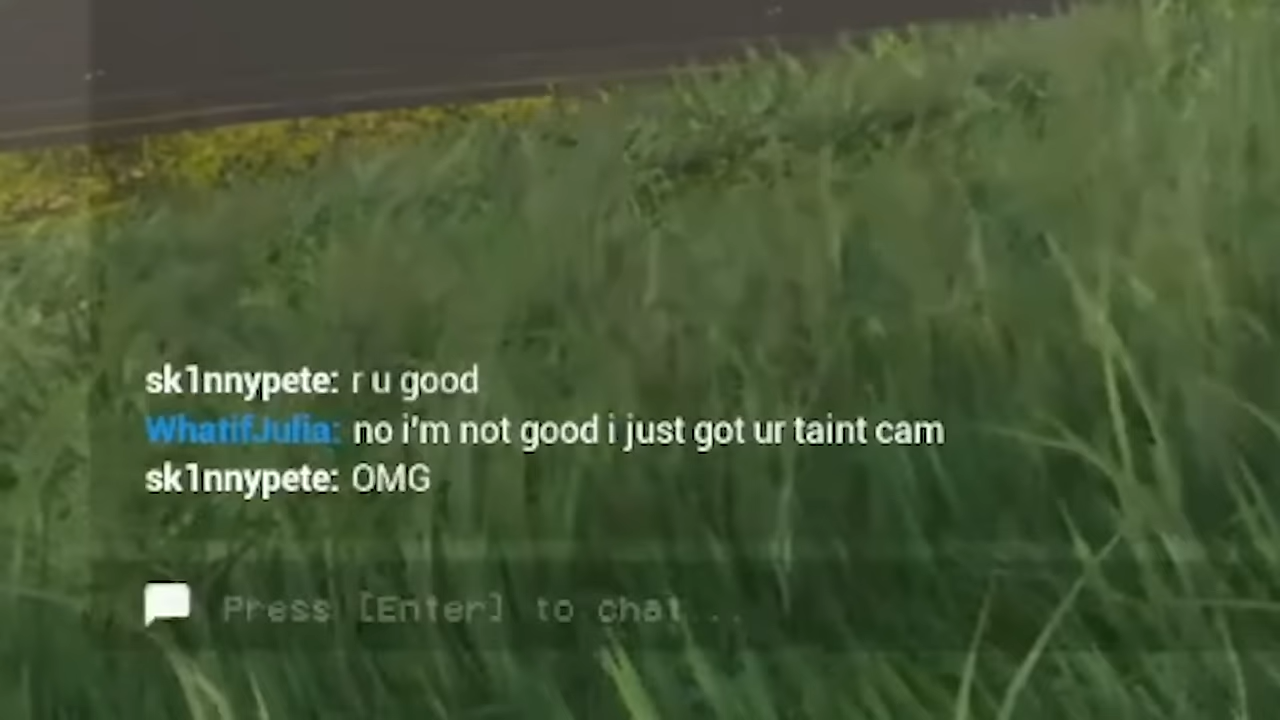 sk1nnypete: r u good
WhatifJulia: no i'm not good i just got ur taint cam
sk1nnypete: OMG
Press [Enter] to chat...